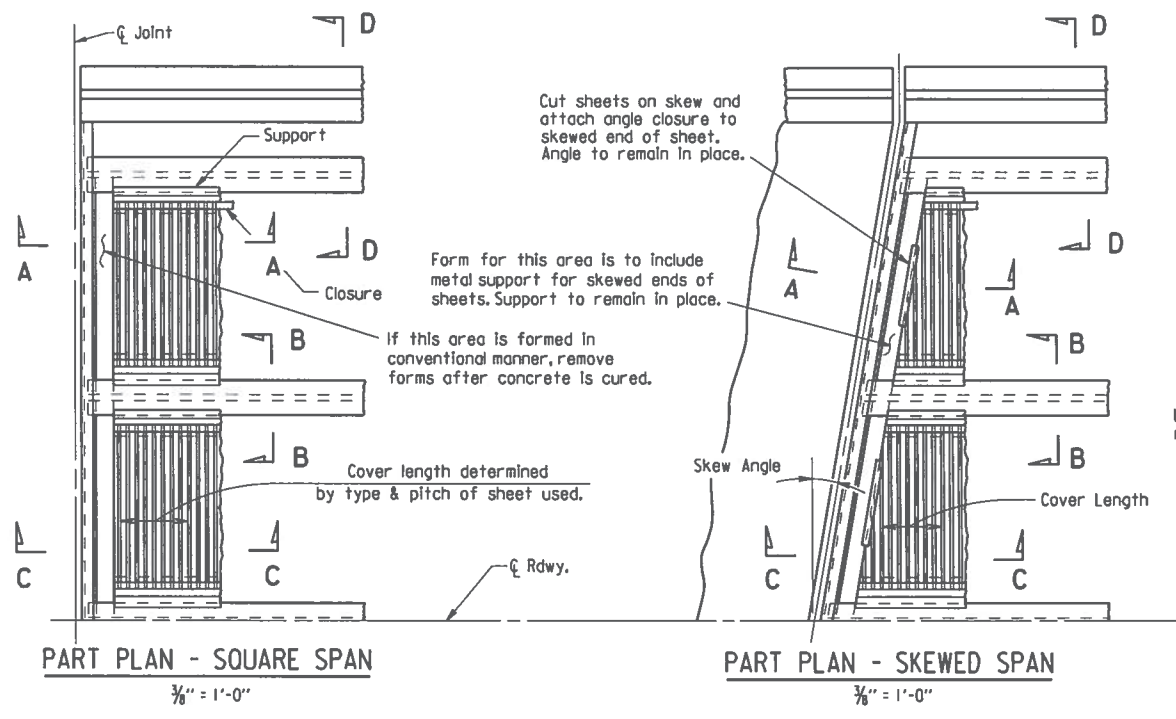 ℄ Joint
D
Support
A
A
D
Closure
If this area is formed in
conventional manner, remove
forms after concrete is cured.
B
B
Cover length determined
by type & pitch of sheet used.
C
C
℄ Rdwy.
PART PLAN - SQUARE SPAN
3/8" = 1'-0"
D
Cut sheets on skew and
attach angle closure to
skewed end of sheet.
Angle to remain in place.
D
Form for this area is to include
metal support for skewed ends of
sheets. Support to remain in place.
A
A
B
B
Skew Angle
Cover Length
C
C
PART PLAN - SKEWED SPAN
3/8" = 1'-0"